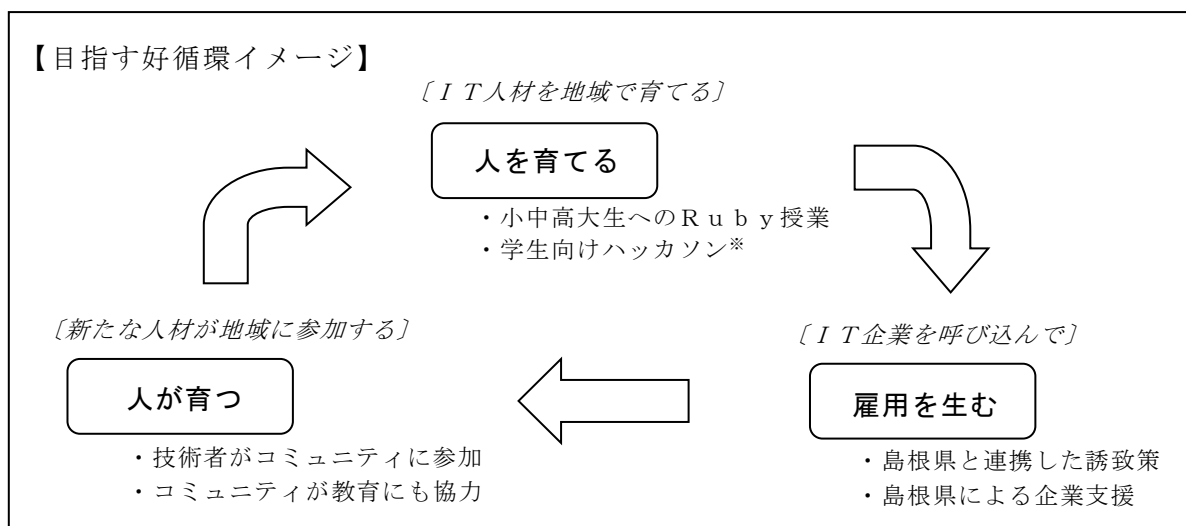 【目指す好循環イメージ】
〔ＩＴ人材を地域で育てる〕
人を育てる
・小中高大生へのＲｕｂｙ授業
・学生向けハッカソン※
〔ＩＴ企業を呼び込んで〕
雇用を生む
・島根県と連携した誘致策
・島根県による企業支援
〔新たな人材が地域に参加する〕
人が育つ
・技術者がコミュニティに参加
・コミュニティが教育にも協力